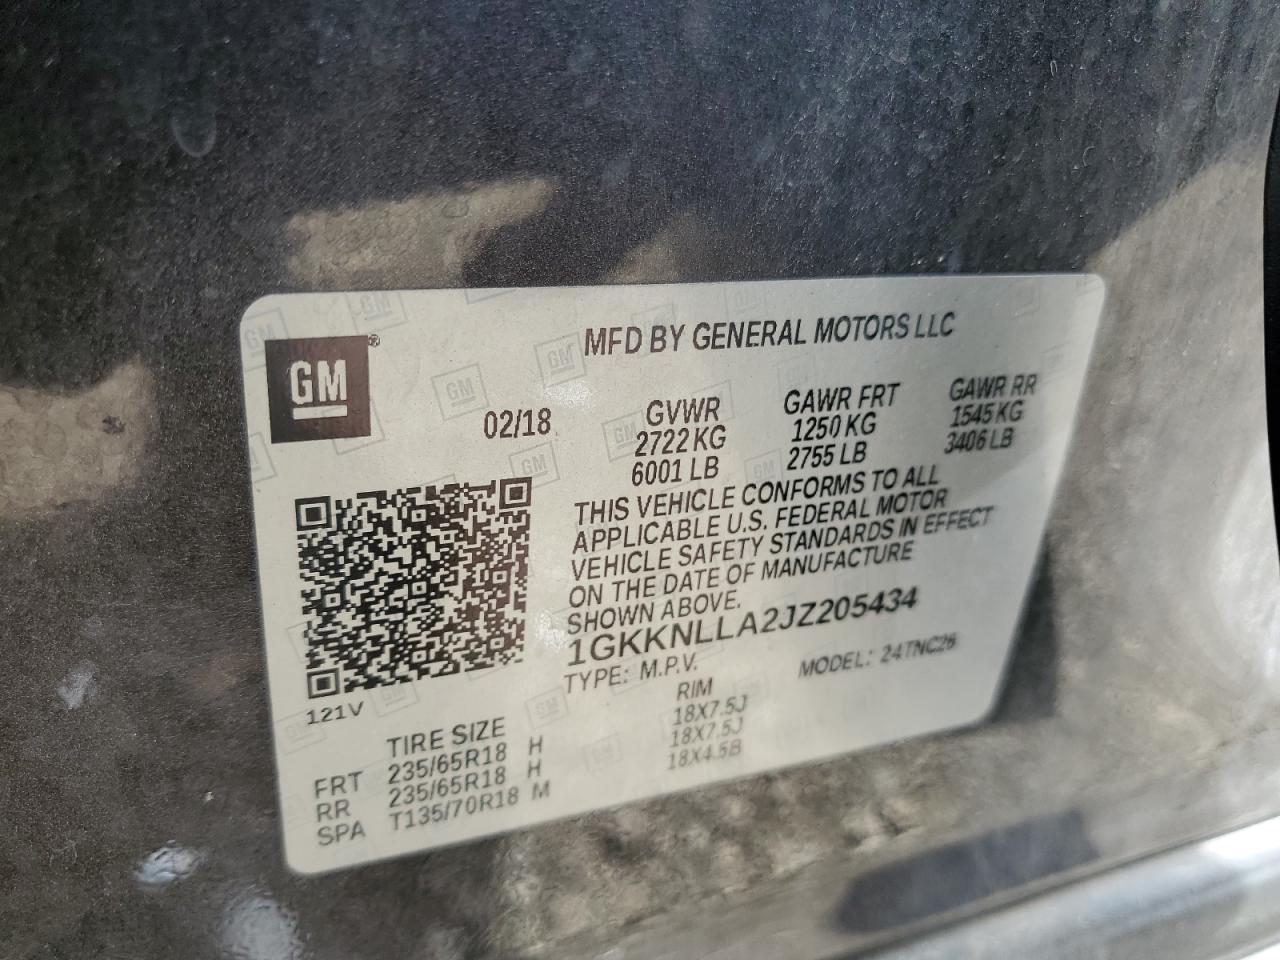 GM®
MFD BY GENERAL MOTORS LLC
02/18
GVWR GAWR FRT GAWR RR
2722 KG 1250 KG 1545 KG
6001 LB 2755 LB 3406 LB
THIS VEHICLE CONFORMS TO ALL
APPLICABLE U.S. FEDERAL MOTOR
VEHICLE SAFETY STANDARDS IN EFFECT
ON THE DATE OF MANUFACTURE
SHOWN ABOVE.
1GKKNLLA2JZ205434
TYPE: M.P.V. MODEL: 24TNC26
121V
TIRE SIZE RIM
FRT 235/65R18 H 18X7.5J
RR 235/65R18 H 18X7.5J
SPA T135/70R18 M 18X4.5B